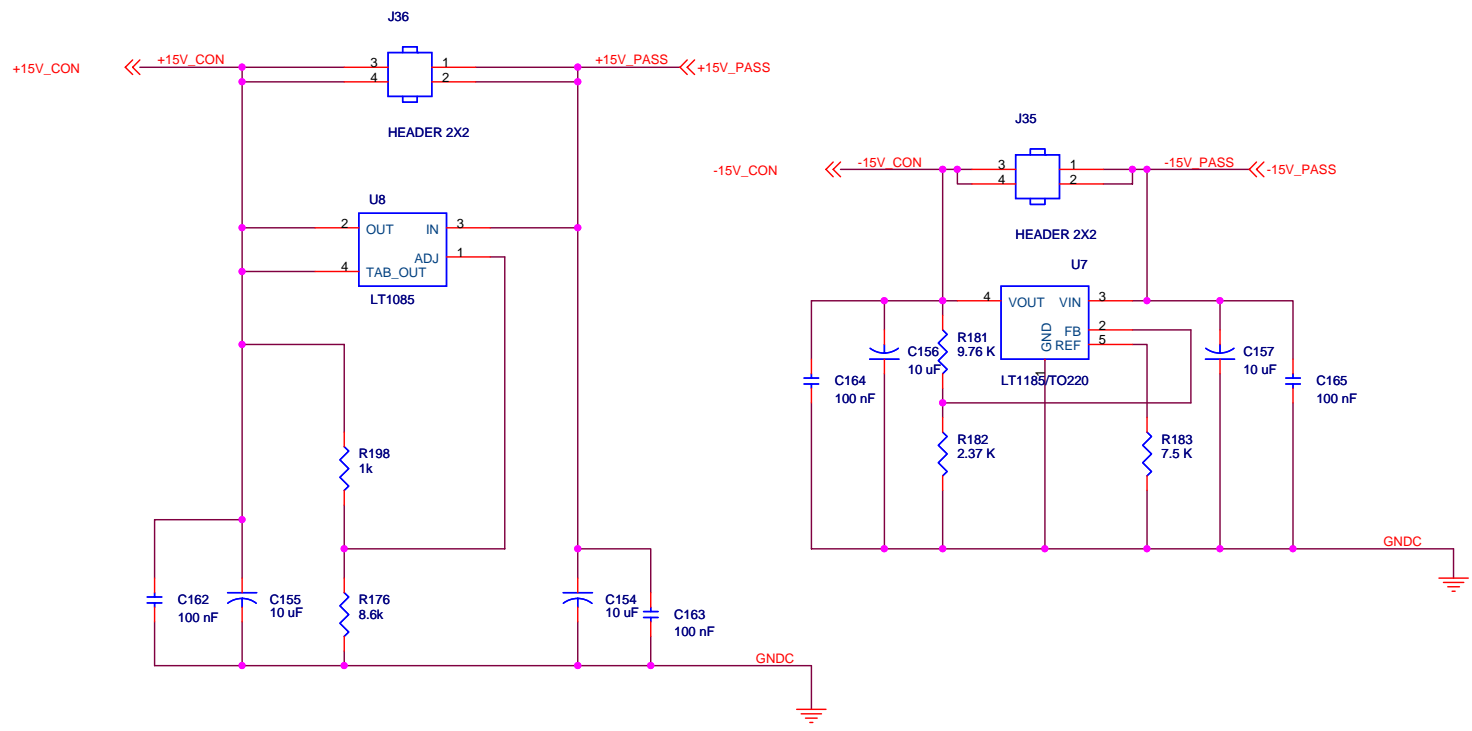 J36
+15V_CON
+15V_CON
3
4
1
2
+15V_PASS
+15V_PASS
HEADER 2X2
U8
2
OUT
IN
3
ADJ
1
4
TAB_OUT
LT1085
R198
1k
C162
100 nF
C155
10 uF
R176
8.6k
C154
10 uF
C163
100 nF
GNDC
J35
-15V_CON
-15V_CON
3
4
1
2
-15V_PASS
-15V_PASS
HEADER 2X2
U7
4
VOUT
VIN
3
GND
FB
2
REF
5
1
LT1185/TO220
R181
9.76 K
C156
10 uF
C164
100 nF
C157
10 uF
C165
100 nF
R182
2.37 K
R183
7.5 K
GNDC